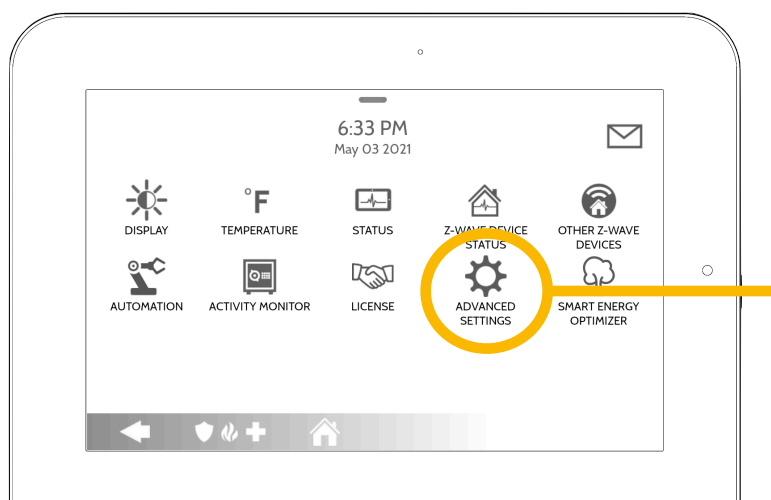 6:33 PM
May 03 2021
DISPLAY
°F
TEMPERATURE
STATUS
Z-WAVE DEVICE
STATUS
OTHER Z-WAVE
DEVICES
AUTOMATION
ACTIVITY MONITOR
LICENSE
ADVANCED
SETTINGS
SMART ENERGY
OPTIMIZER